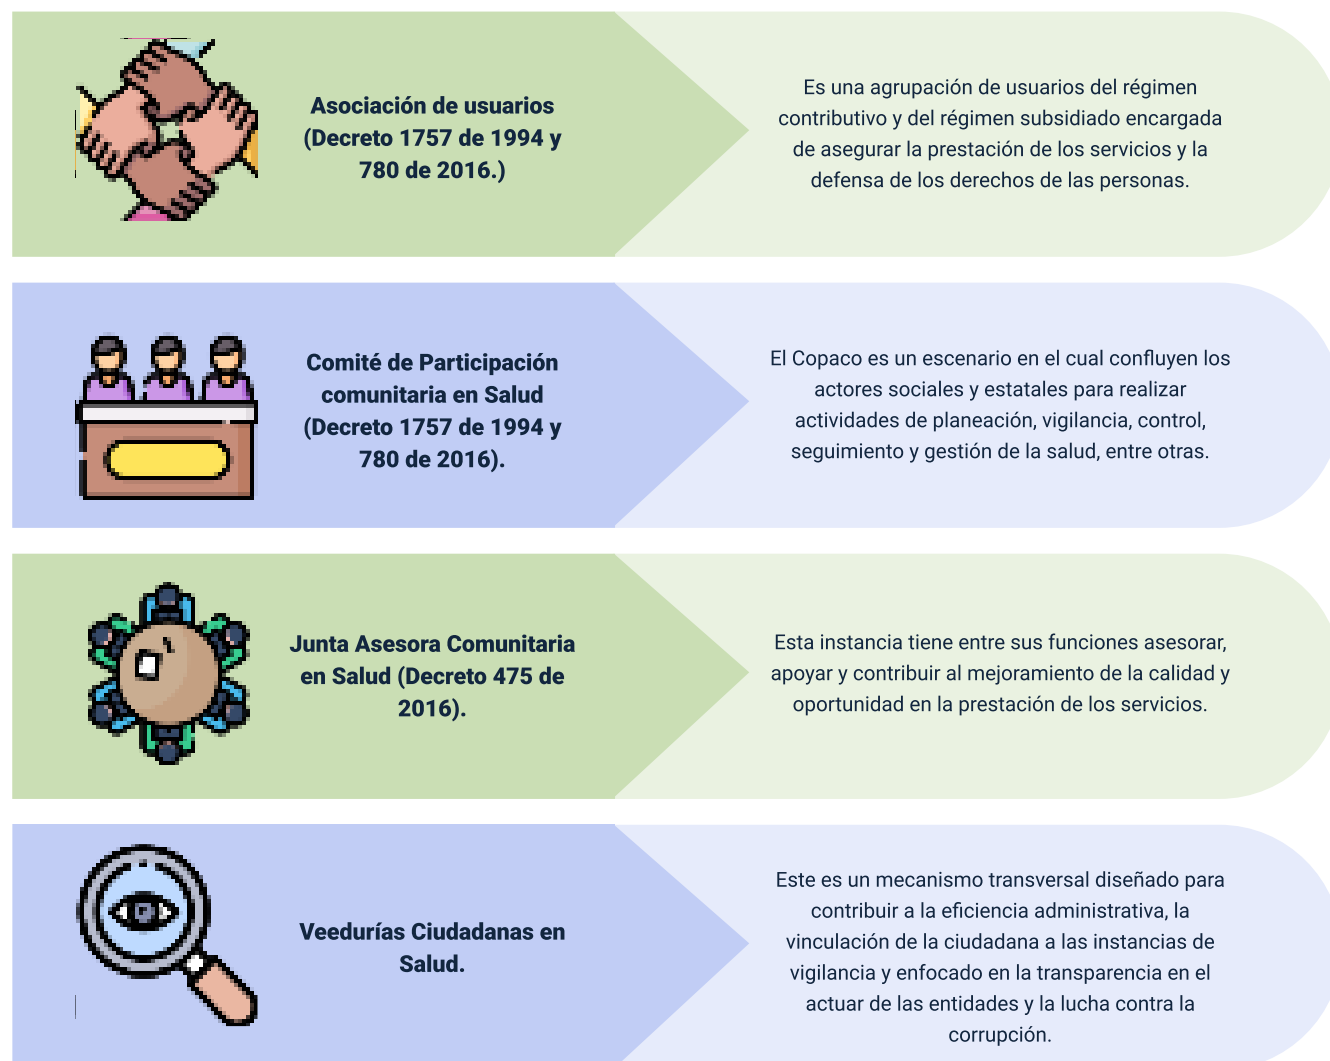 Asociación de usuarios
(Decreto 1757 de 1994 y
780 de 2016.)
Es una agrupación de usuarios del régimen
contributivo y del régimen subsidiado encargada
de asegurar la prestación de los servicios y la
defensa de los derechos de las personas.
Comité de Participación
comunitaria en Salud
(Decreto 1757 de 1994 y
780 de 2016).
El Copaco es un escenario en el cual confluyen los
actores sociales y estatales para realizar
actividades de planeación, vigilancia, control,
seguimiento y gestión de la salud, entre otras.
Junta Asesora Comunitaria
en Salud (Decreto 475 de
2016).
Esta instancia tiene entre sus funciones asesorar,
apoyar y contribuir al mejoramiento de la calidad y
oportunidad en la prestación de los servicios.
Veedurías Ciudadanas en
Salud.
Este es un mecanismo transversal diseñado para
contribuir a la eficiencia administrativa, la
vinculación de la ciudadana a las instancias de
vigilancia y enfocado en la transparencia en el
actuar de las entidades y la lucha contra la
corrupción.